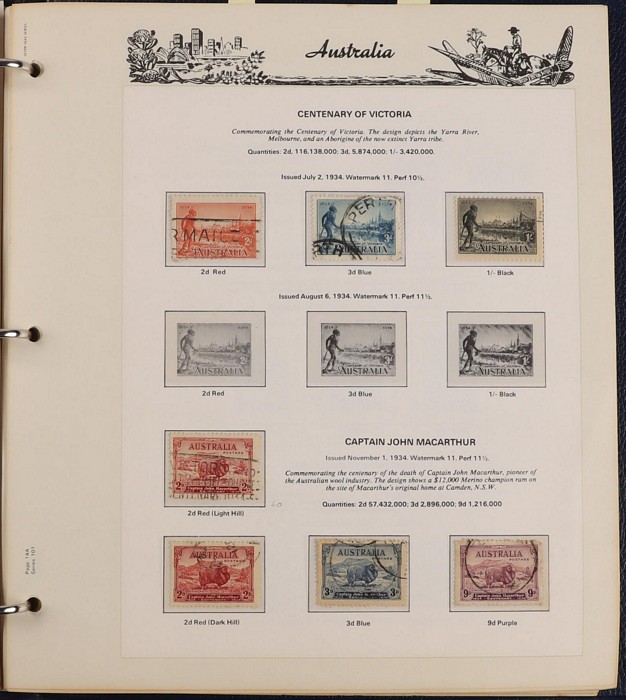 Australia
CENTENARY OF VICTORIA
Commemorating the Centenary of Victoria. The design depicts the Yarra River,
Melbourne, and an Aborigine of the now extinct Yarra tribe.
Quantities: 2d, 116,138,000; 3d, 5,874,000; 1/- 3,420,000.
Issued July 2, 1934. Watermark 11. Perf 10½.
AUSTRALIA
PER
AUSTRALIA
AUSTRALIA
2d Red
3d Blue
1/- Black
Issued August 6, 1934. Watermark 11. Perf 11½.
AUSTRALIA
AUSTRALIA
AUSTRALIA
2d Red
3d Blue
1/- Black
AUSTRALIA
CAPTAIN JOHN MACARTHUR
Issued November 1, 1934. Watermark 11. Perf 11½.
Commemorating the centenary of the death of Captain John Macarthur, pioneer of
the Australian wool industry. The design shows a $12,000 Merino champion ram on
the site of Macarthur's original home at Camden, N.S.W.
Quantities: 2d 57,432,000; 3d 2,896,000; 9d 1,216,000
2d Red (Light Hill)
AUSTRALIA
AUSTRALIA
AUSTRALIA
2d Red (Dark Hill)
3d Blue
9d Purple
Page 14A
Series 101